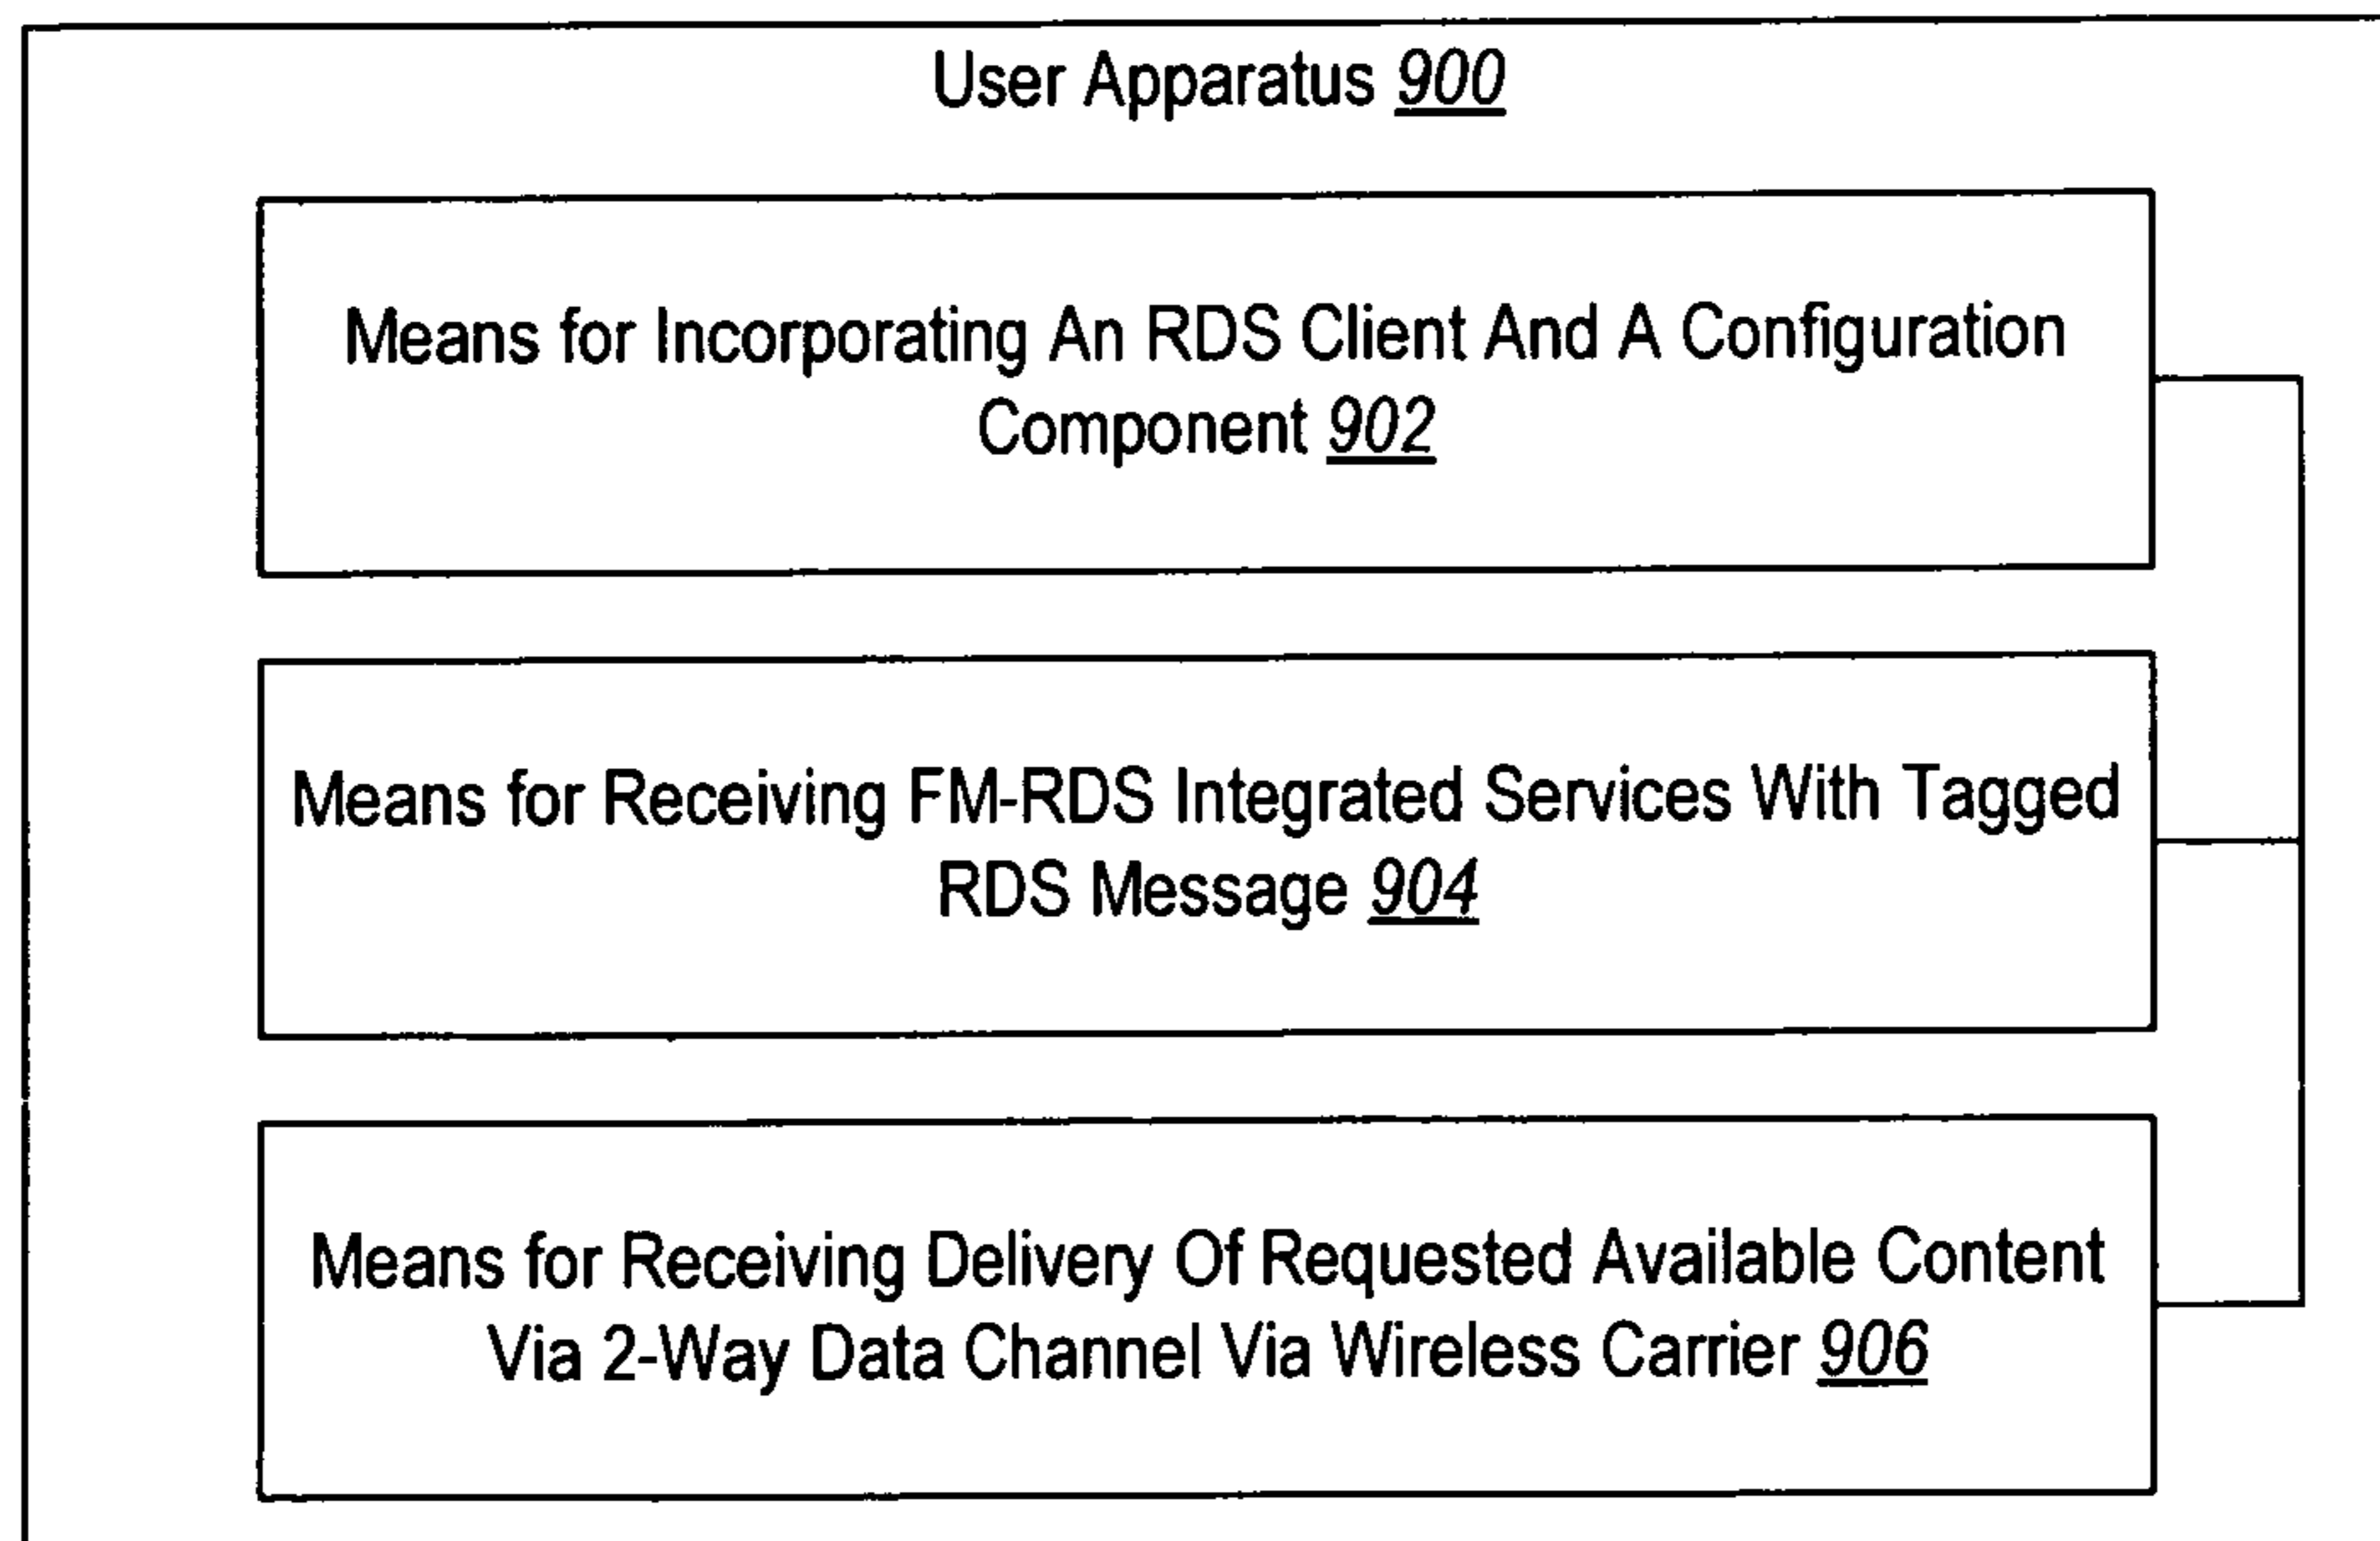 User Apparatus 900
Means for Incorporating An RDS Client And A Configuration
Component 902
Means for Receiving FM-RDS Integrated Services With Tagged
RDS Message 904
Means for Receiving Delivery Of Requested Available Content
Via 2-Way Data Channel Via Wireless Carrier 906